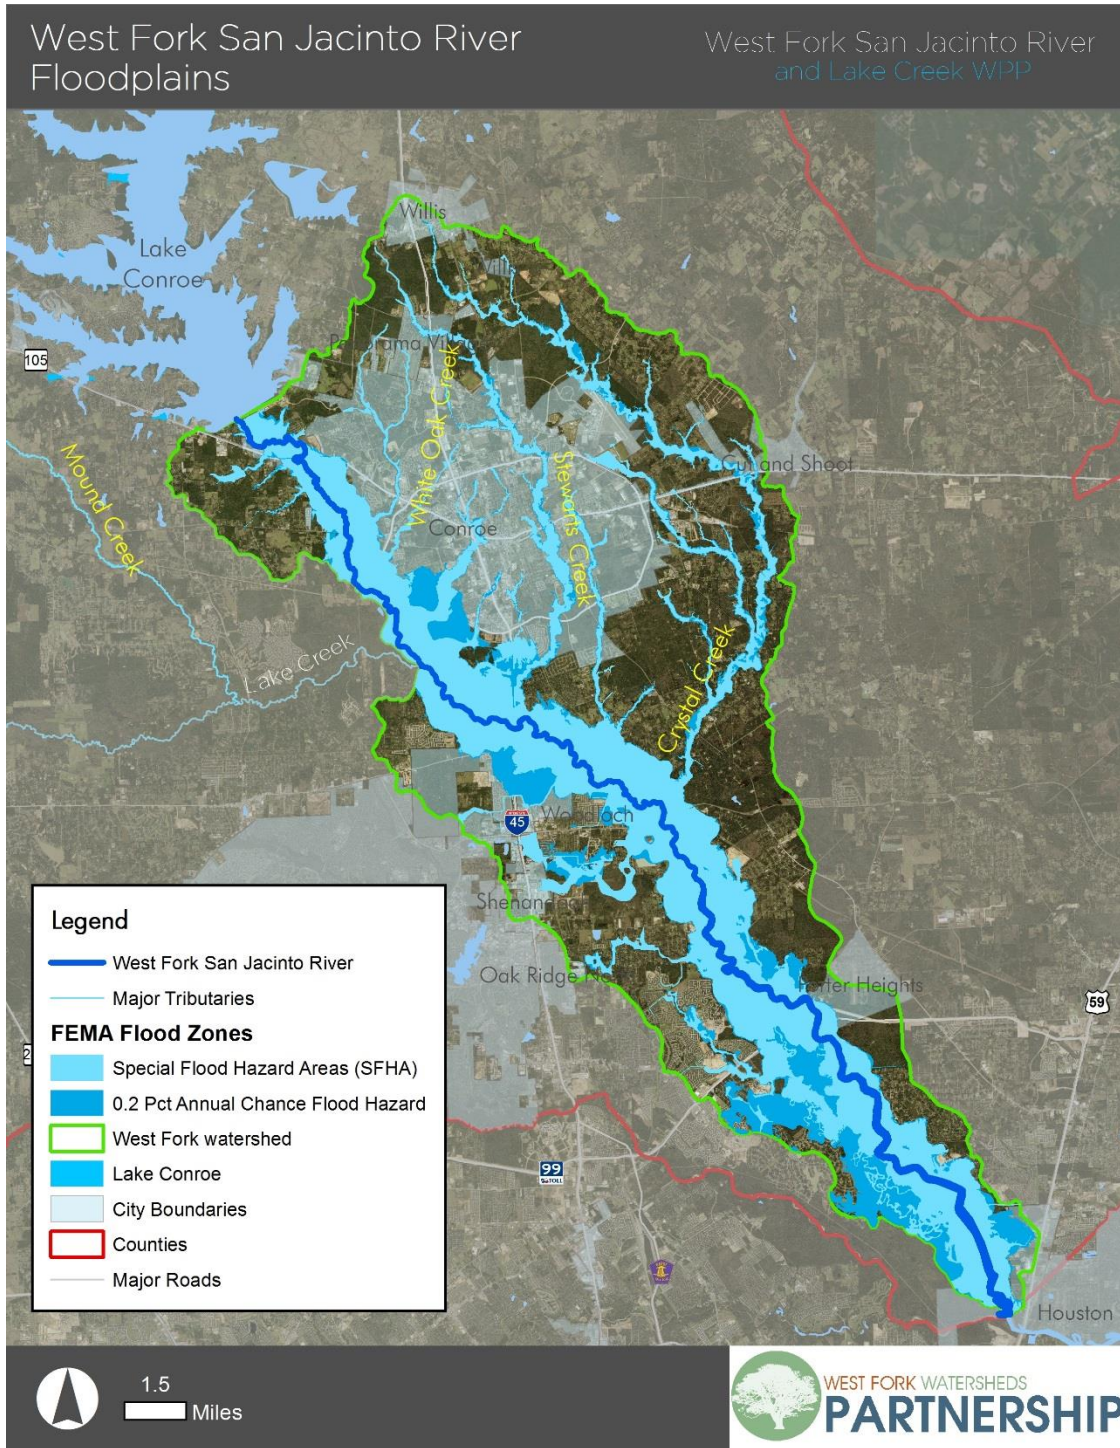 West Fork San Jacinto River
Floodplains
West Fork San Jacinto River
and Lake Creek WPP
Willis
Lake
Conroe
105
White Oak Creek
Mound Creek
Cut and Shoot
Stewarts Creek
Conroe
Lake Creek
Crystal Creek
45
Woodloch
Shenandoah
Oak Ridge North
Porter Heights
59
99
TOLL
Houston
Legend
West Fork San Jacinto River
Major Tributaries
FEMA Flood Zones
Special Flood Hazard Areas (SFHA)
0.2 Pct Annual Chance Flood Hazard
West Fork watershed
Lake Conroe
City Boundaries
Counties
Major Roads
1.5
Miles
WEST FORK WATERSHEDS
PARTNERSHIP